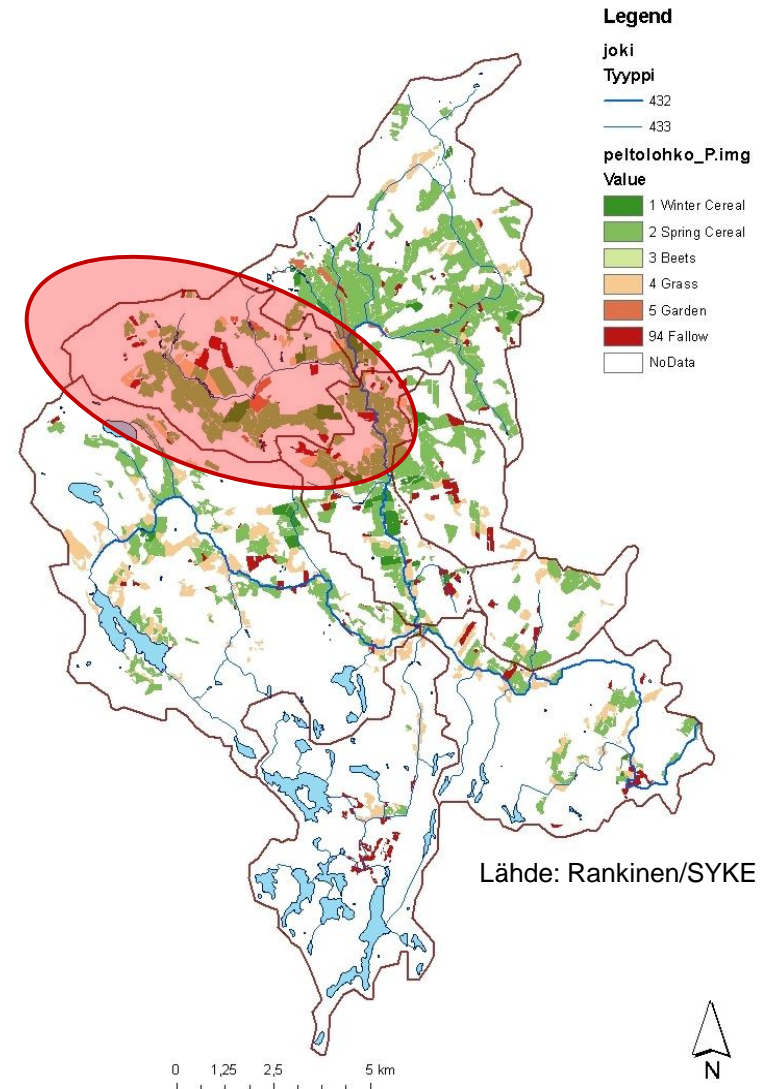 Legend
joki
Tyyppi
432
433
peltolohko_P.img
Value
1 Winter Cereal
2 Spring Cereal
3 Beets
4 Grass
5 Garden
94 Fallow
NoData
Lähde: Rankinen/SYKE
0 1,25 2,5 5 km
N